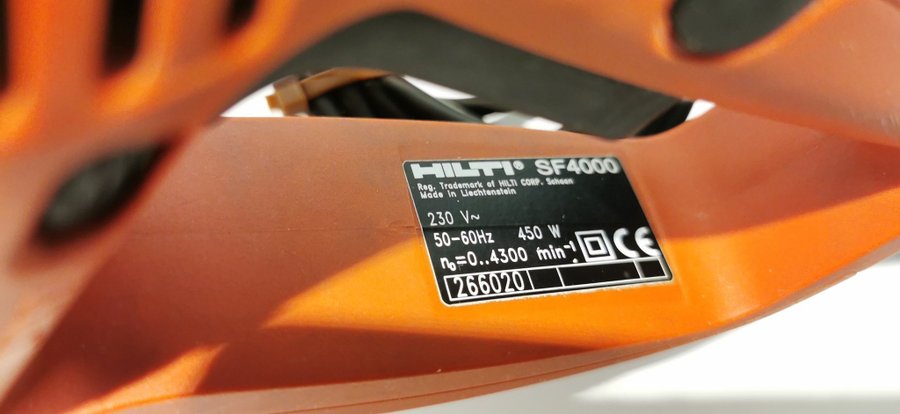 HILTI® SF4000
Reg. Trademark of HILTI CORP. Schaan
Made in Liechtenstein
230 V~
50-60Hz 450 W
n₀=0..4300 min⁻¹
CE
266020